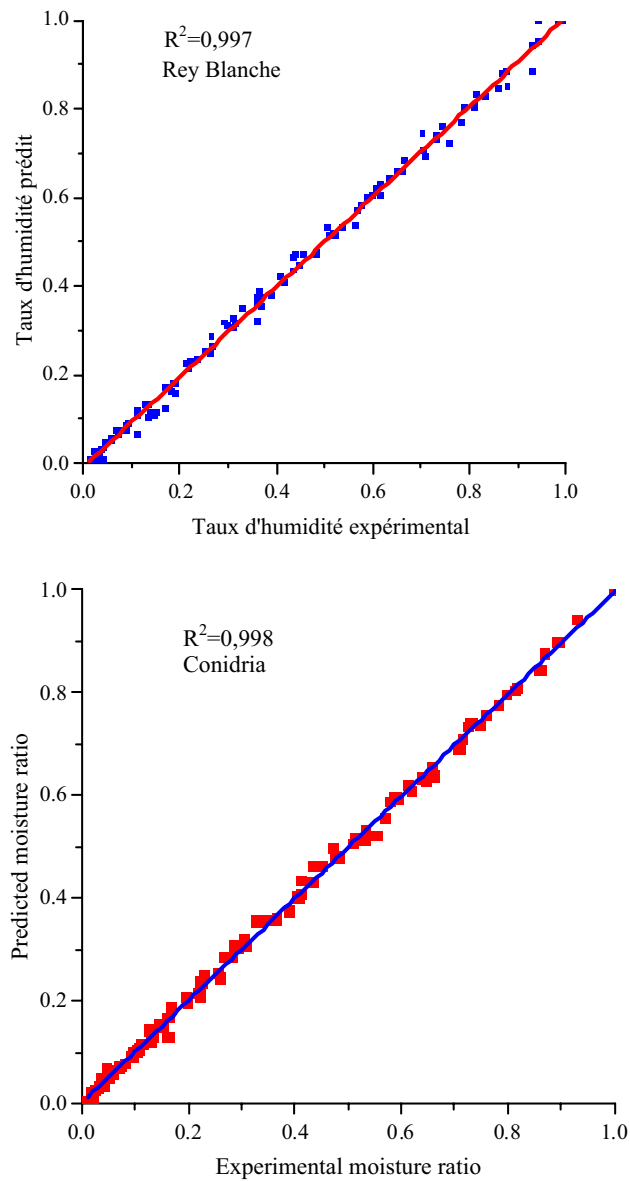 R²=0,997
Rey Blanche
1.0
0.8
0.6
0.4
0.2
0.0
Taux d'humidité prédit
0.0 0.2 0.4 0.6 0.8 1.0
Taux d'humidité expérimental
R²=0,998
Conidria
1.0
0.8
0.6
0.4
0.2
0.0
Predicted moisture ratio
0.0 0.2 0.4 0.6 0.8 1.0
Experimental moisture ratio